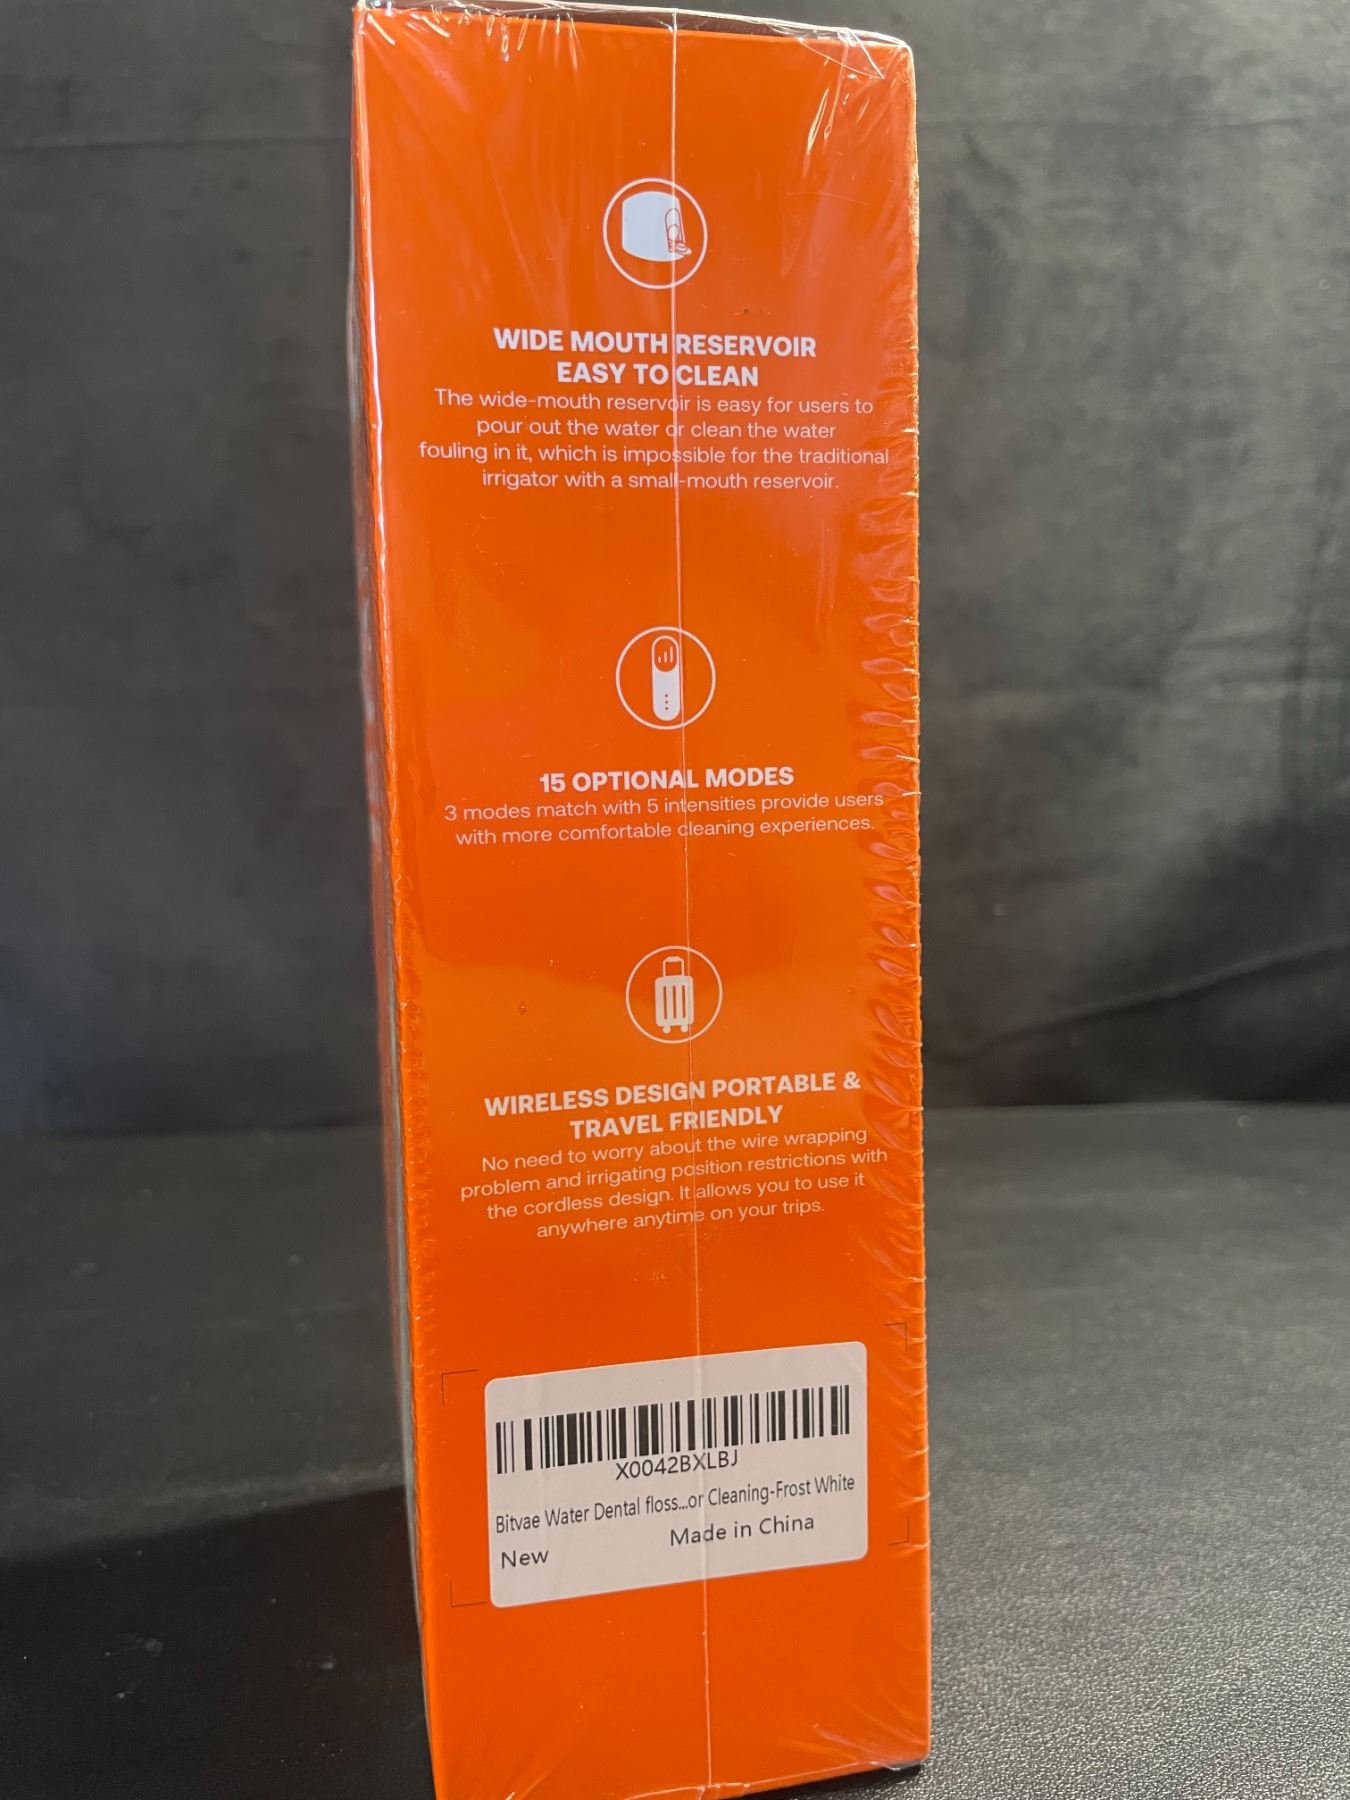 WIDE MOUTH RESERVOIR
EASY TO CLEAN
The wide-mouth reservoir is easy for users to
pour out the water or clean the water
fouling in it, which is impossible for the traditional
irrigator with a small-mouth reservoir.
15 OPTIONAL MODES
3 modes match with 5 intensities provide users
with more comfortable cleaning experiences.
WIRELESS DESIGN PORTABLE &
TRAVEL FRIENDLY
No need to worry about the wire wrapping
problem and irrigating position restrictions with
the cordless design. It allows you to use it
anywhere anytime on your trips.
X0042BXLBJ
Bitvae Water Dental floss...or Cleaning-Frost White
New Made in China